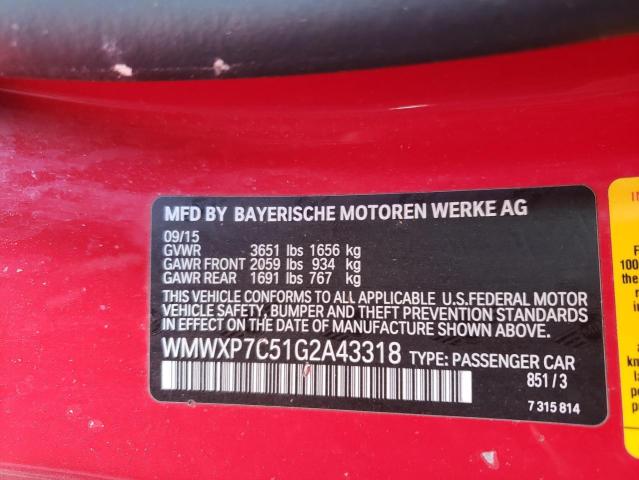 MFD BY BAYERISCHE MOTOREN WERKE AG
09/15
GVWR 3651 lbs 1656 kg
GAWR FRONT 2059 lbs 934 kg
GAWR REAR 1691 lbs 767 kg
THIS VEHICLE CONFORMS TO ALL APPLICABLE U.S.FEDERAL MOTOR
VEHICLE SAFETY, BUMPER AND THEFT PREVENTION STANDARDS
IN EFFECT ON THE DATE OF MANUFACTURE SHOWN ABOVE.
WMWXP7C51G2A43318 TYPE: PASSENGER CAR
851/3
7 315 814
100
the